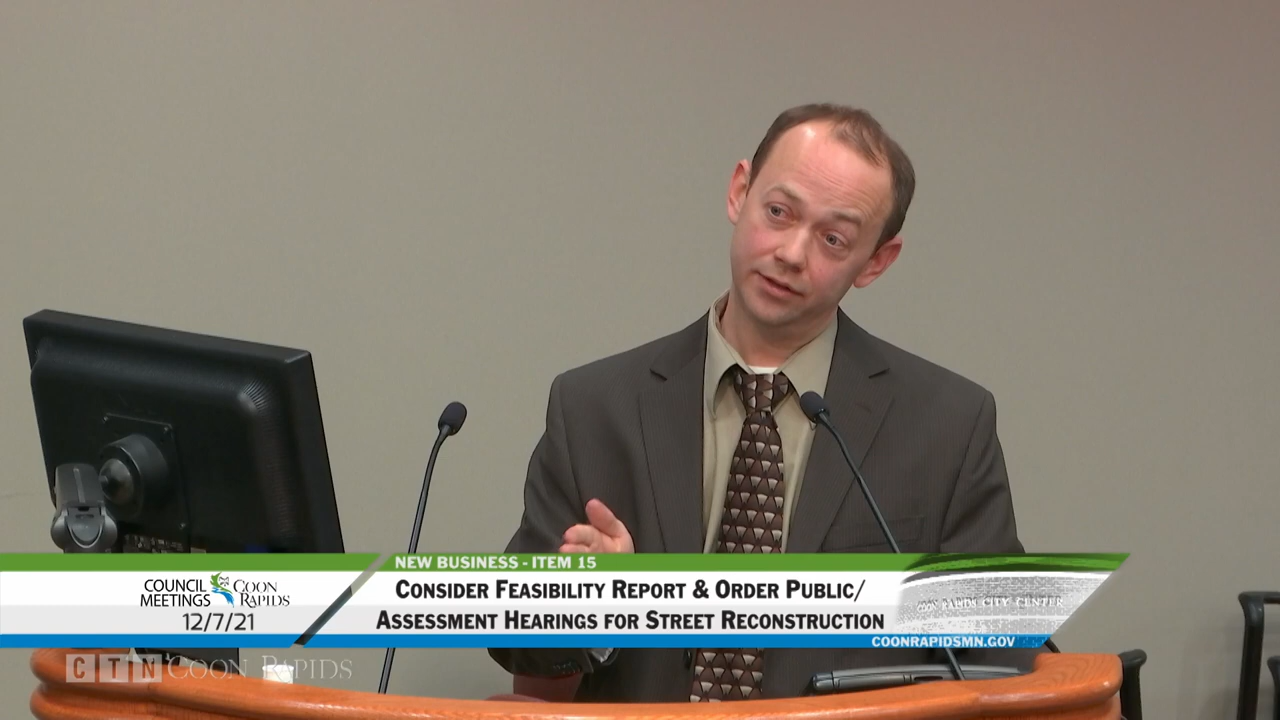 NEW BUSINESS - ITEM 15
COUNCIL MEETINGS
COON RAPIDS
12/7/21
CONSIDER FEASIBILITY REPORT & ORDER PUBLIC/
ASSESSMENT HEARINGS FOR STREET RECONSTRUCTION
COON RAPIDS CITY CENTER
COONRAPIDSMN.GOV
CTN COON RAPIDS